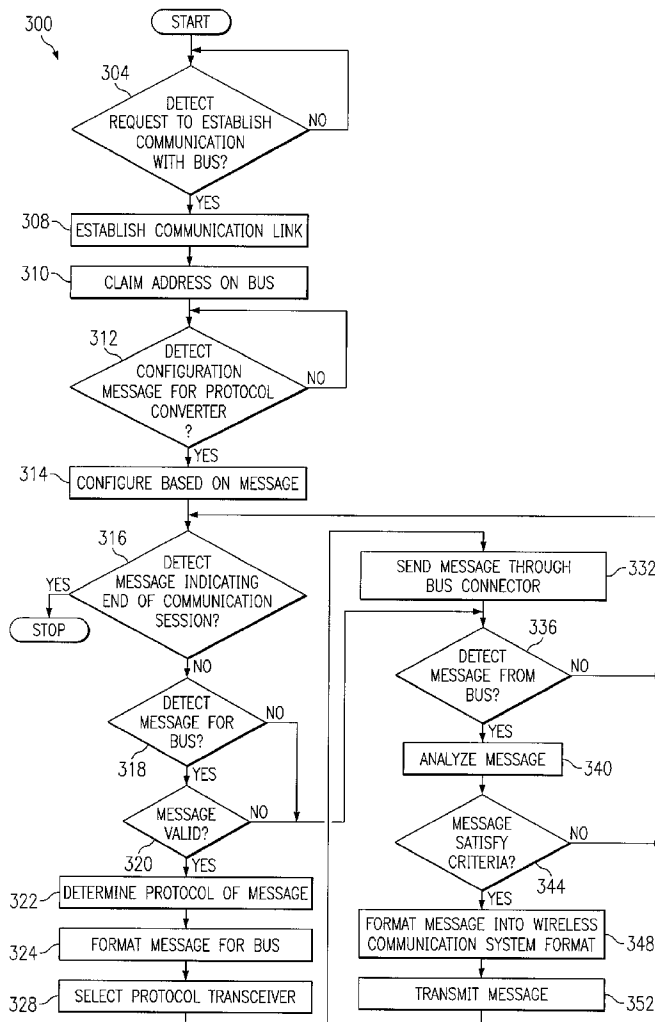 START
300
304
DETECT
REQUEST TO ESTABLISH
COMMUNICATION
WITH BUS?
NO
YES
308
ESTABLISH COMMUNICATION LINK
310
CLAIM ADDRESS ON BUS
312
DETECT
CONFIGURATION
MESSAGE FOR PROTOCOL
CONVERTER
?
NO
YES
314
CONFIGURE BASED ON MESSAGE
316
DETECT
MESSAGE INDICATING
END OF COMMUNICATION
SESSION?
YES
STOP
NO
DETECT
MESSAGE FOR
BUS?
NO
318
YES
MESSAGE
VALID?
NO
320
YES
322
DETERMINE PROTOCOL OF MESSAGE
324
FORMAT MESSAGE FOR BUS
328
SELECT PROTOCOL TRANSCEIVER
SEND MESSAGE THROUGH
BUS CONNECTOR
332
336
DETECT
MESSAGE FROM
BUS?
NO
YES
ANALYZE MESSAGE
340
MESSAGE
SATISFY
CRITERIA?
NO
344
YES
FORMAT MESSAGE INTO WIRELESS
COMMUNICATION SYSTEM FORMAT
348
TRANSMIT MESSAGE
352